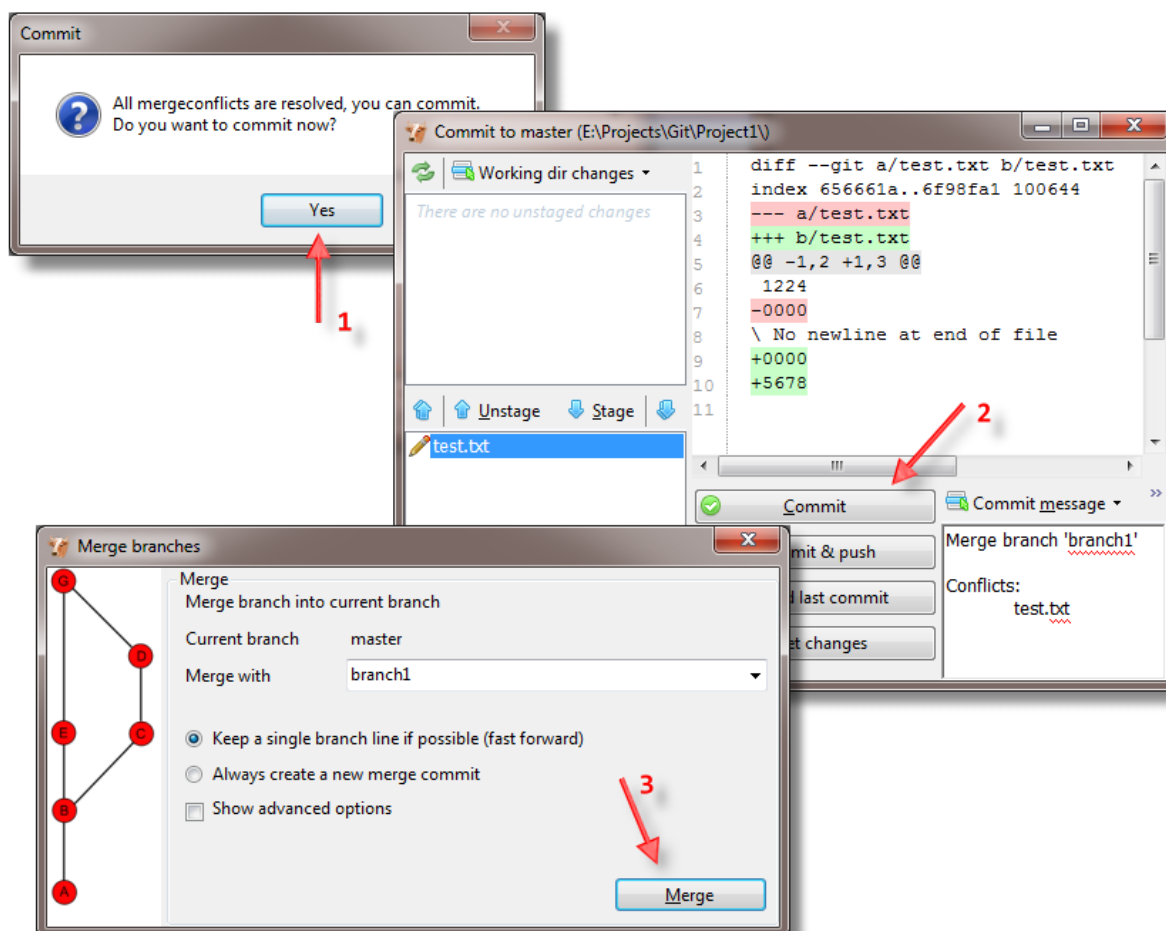 Commit
All mergeconflicts are resolved, you can commit.
Do you want to commit now?
Yes
1
Commit to master (E:\Projects\Git\Project1\)
Working dir changes
There are no unstaged changes
Unstage
Stage
test.txt
1 diff --git a/test.txt b/test.txt
2 index 656661a..6f98fa1 100644
3 --- a/test.txt
4 +++ b/test.txt
5 @@ -1,2 +1,3 @@
6  1224
7 -0000
8 \ No newline at end of file
9 +0000
10 +5678
11
2
Commit
mit & push
last commit
et changes
Commit message
Merge branch 'branch1'
Conflicts:
test.txt
Merge branches
G
D
E
C
B
A
Merge
Merge branch into current branch
Current branch master
Merge with branch1
Keep a single branch line if possible (fast forward)
Always create a new merge commit
Show advanced options
3
Merge